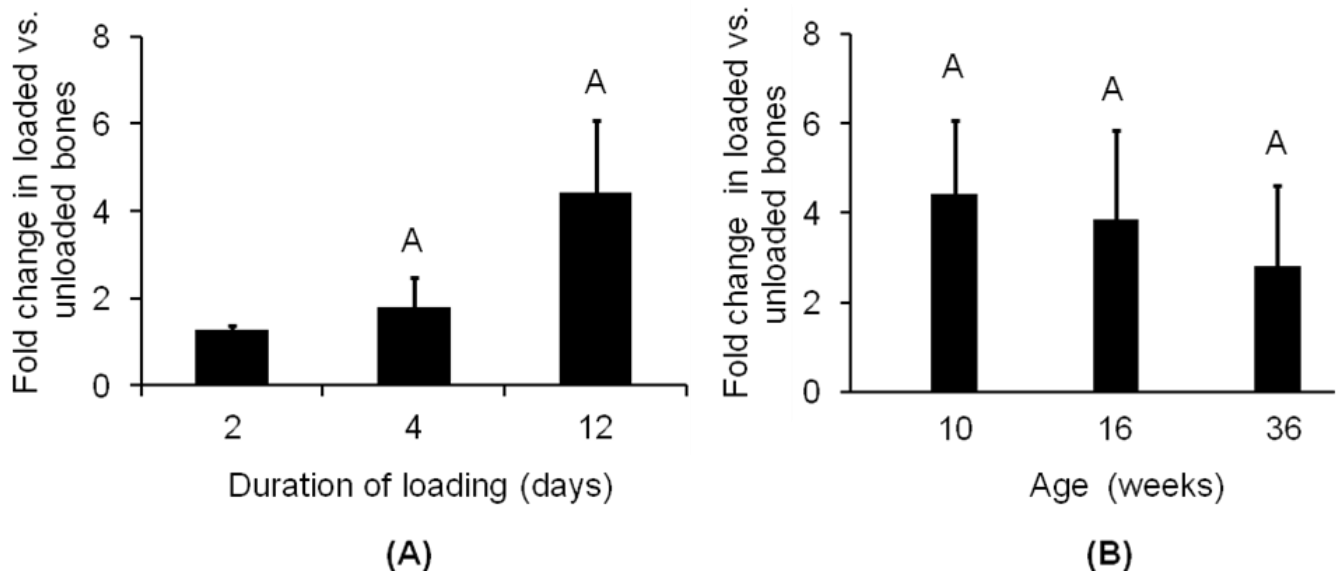 Fold change in loaded vs.
unloaded bones
8
6
4
2
0
A
A
2
4
12
Duration of loading (days)
(A)
Fold change in loaded vs.
unloaded bones
8
6
4
2
0
A
A
A
10
16
36
Age (weeks)
(B)